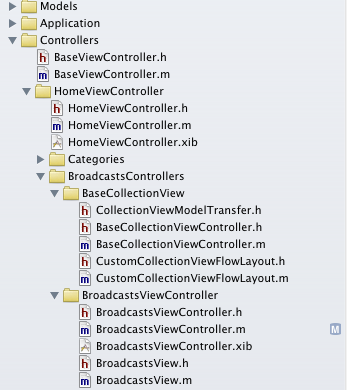 Models
Application
Controllers
h BaseViewController.h
m BaseViewController.m
HomeViewController
h HomeViewController.h
m HomeViewController.m
HomeViewController.xib
Categories
BroadcastsControllers
BaseCollectionView
h CollectionViewModelTransfer.h
h BaseCollectionViewController.h
m BaseCollectionViewController.m
h CustomCollectionViewFlowLayout.h
m CustomCollectionViewFlowLayout.m
BroadcastsViewController
h BroadcastsViewController.h
m BroadcastsViewController.m M
BroadcastsViewController.xib
h BroadcastsView.h
m BroadcastsView.m